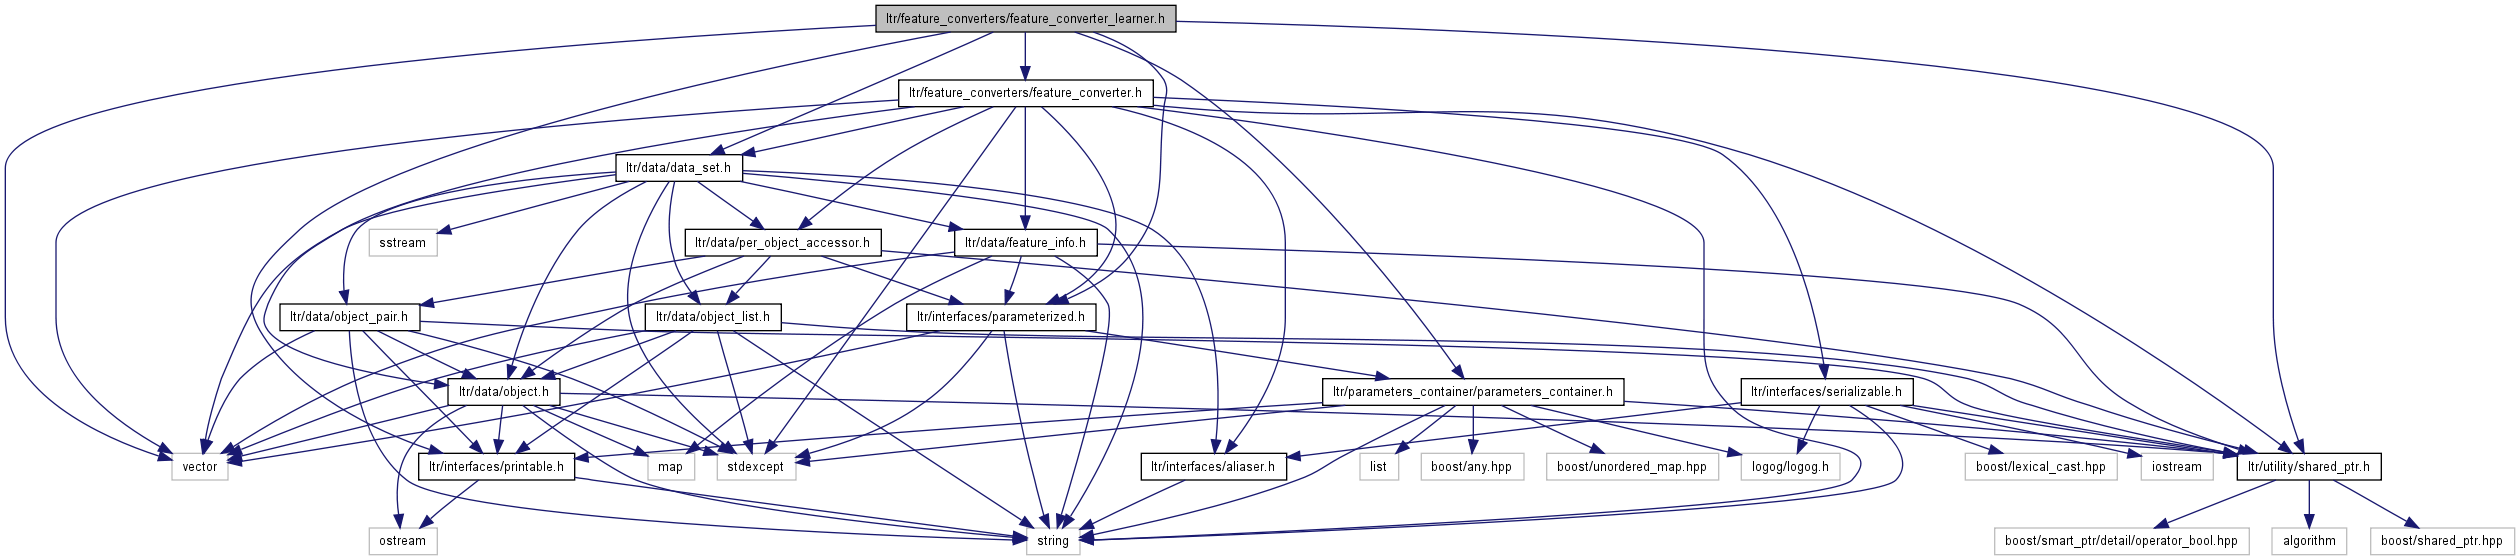 ltr/feature_converters/feature_converter_learner.h
ltr/feature_converters/feature_converter.h
ltr/data/data_set.h
sstream
ltr/data/per_object_accessor.h
ltr/data/feature_info.h
ltr/data/object_pair.h
ltr/data/object_list.h
ltr/interfaces/parameterized.h
ltr/data/object.h
ltr/parameters_container/parameters_container.h
ltr/interfaces/serializable.h
vector
ltr/interfaces/printable.h
map
stdexcept
ltr/interfaces/aliaser.h
list
boost/any.hpp
boost/unordered_map.hpp
logog/logog.h
boost/lexical_cast.hpp
iostream
ltr/utility/shared_ptr.h
ostream
string
boost/smart_ptr/detail/operator_bool.hpp
algorithm
boost/shared_ptr.hpp